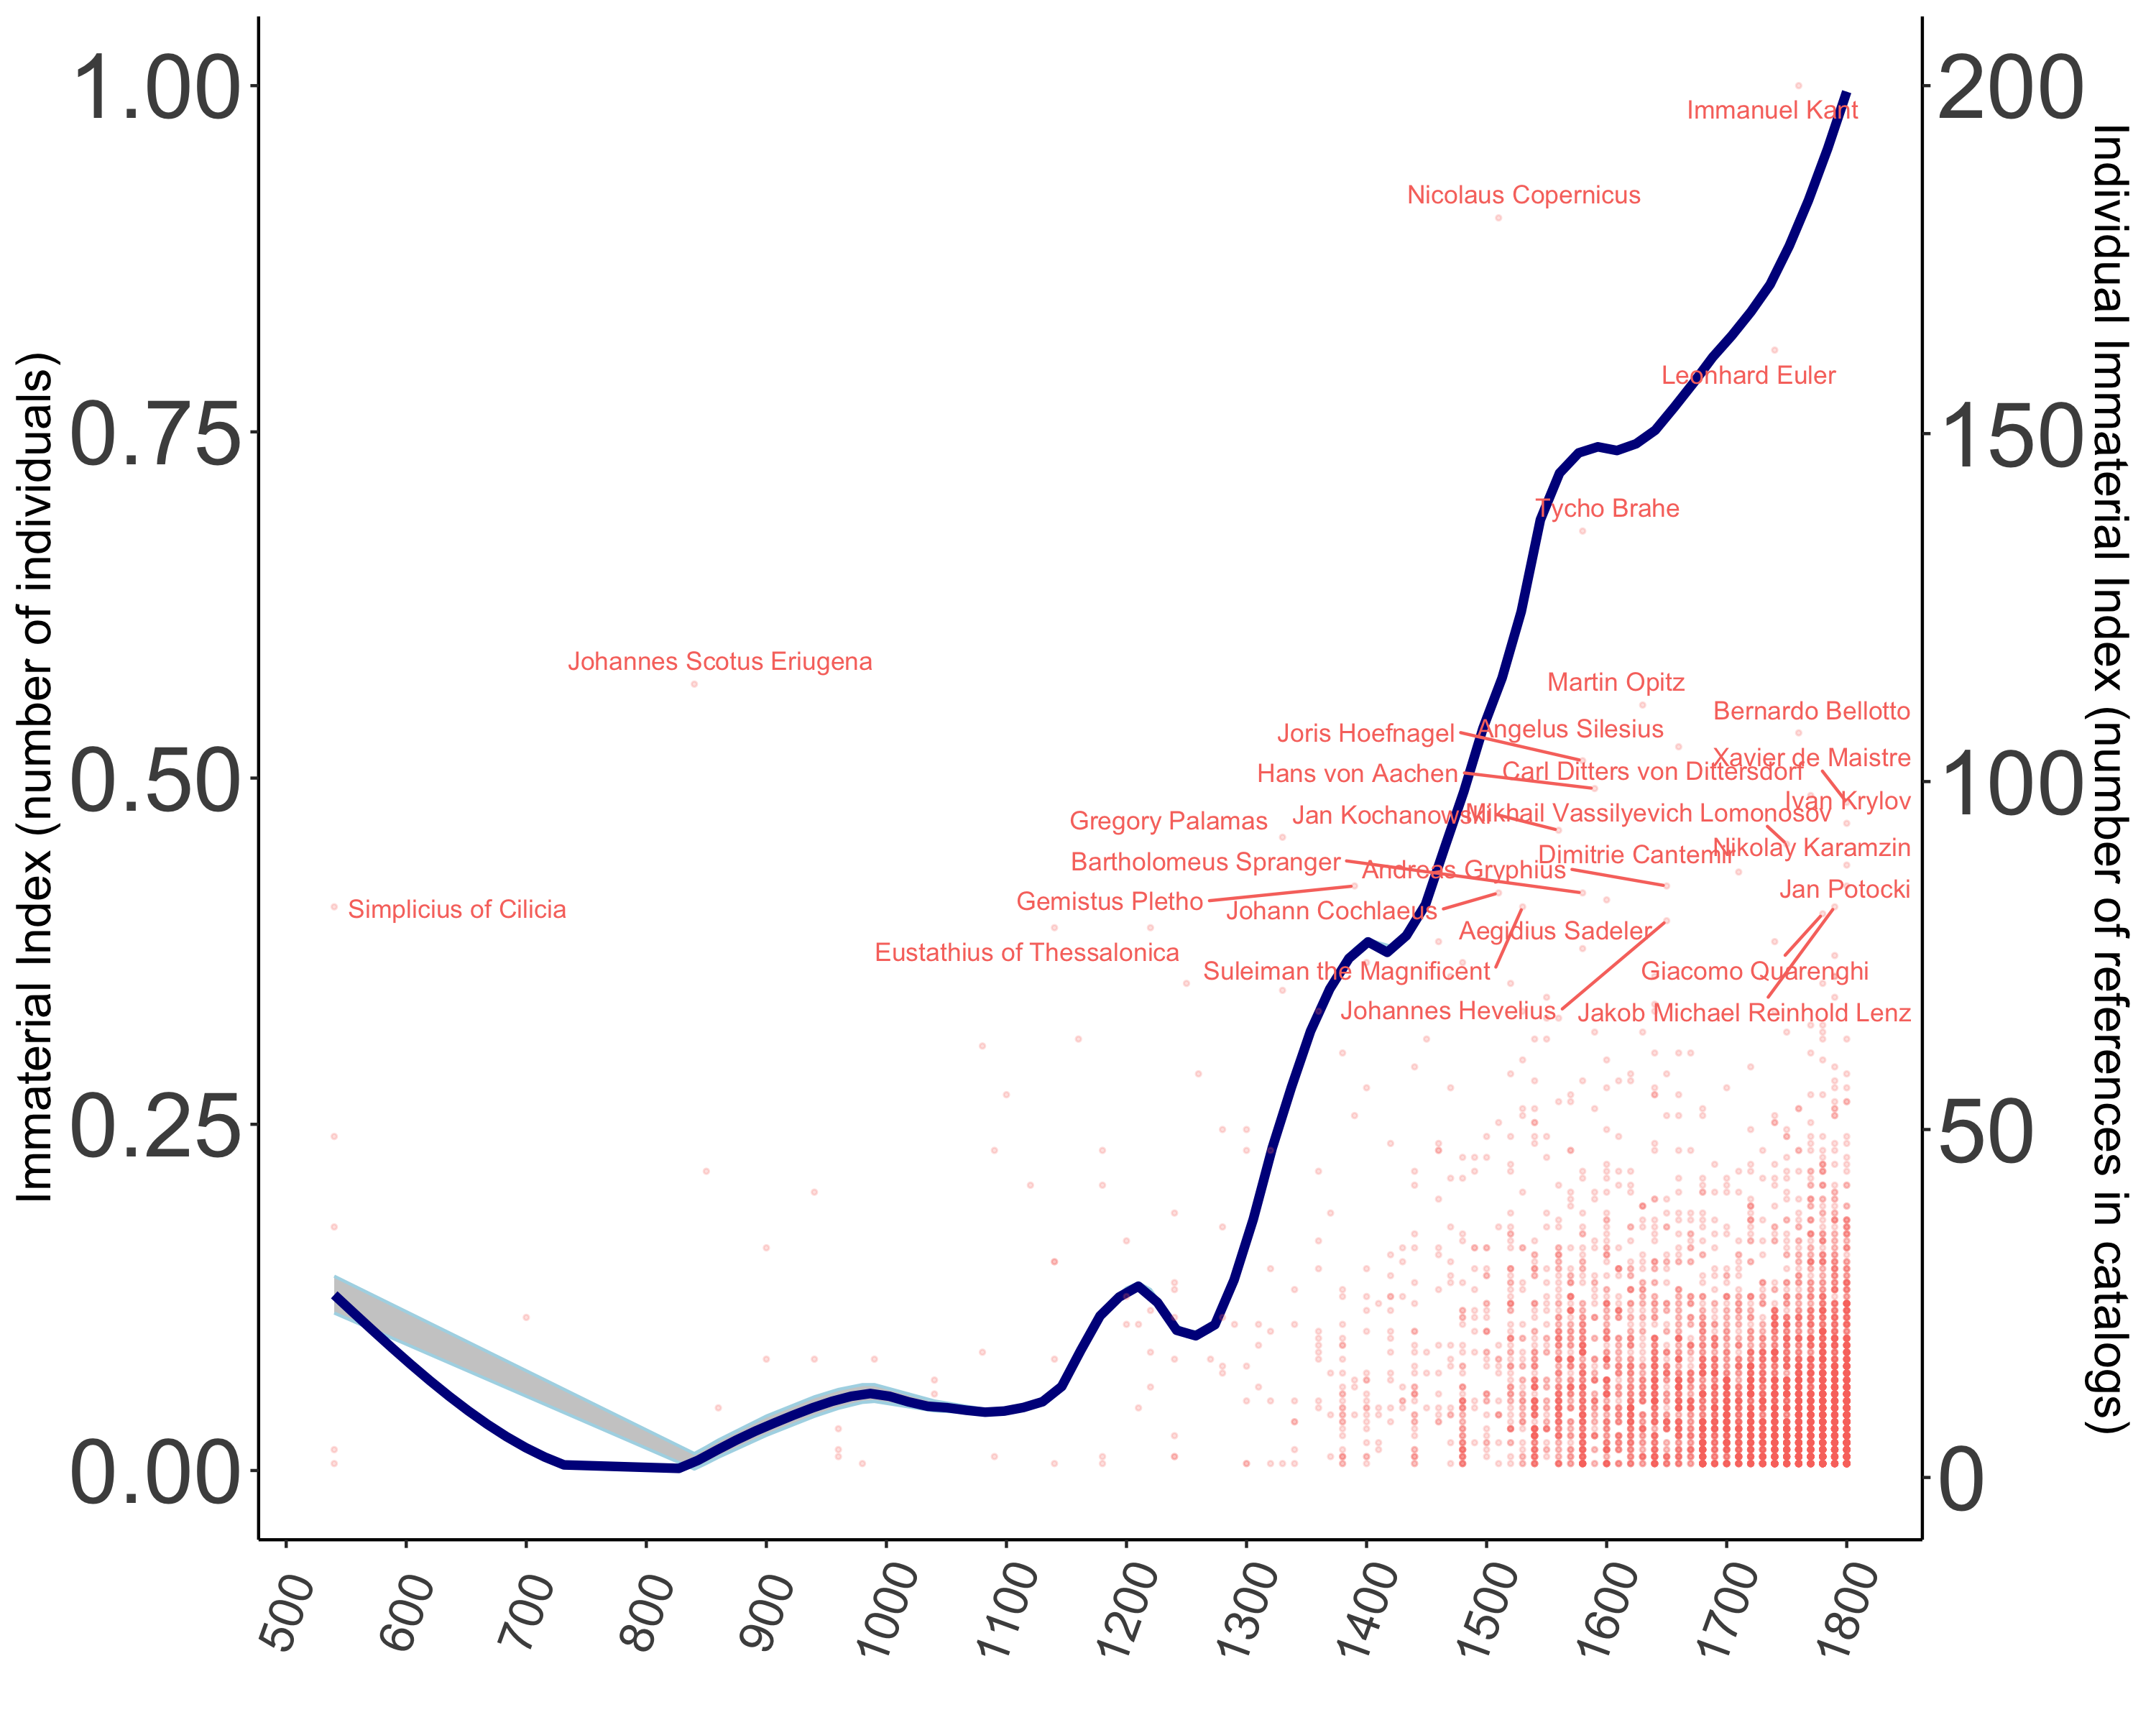 1.00
0.75
0.50
0.25
0.00
Immaterial Index (number of individuals)
200
150
100
50
0
Individual Immaterial Index (number of references in catalogs)
500
600
700
800
900
1000
1100
1200
1300
1400
1500
1600
1700
1800
Immanuel Kant
Nicolaus Copernicus
Leonhard Euler
Tycho Brahe
Johannes Scotus Eriugena
Martin Opitz
Bernardo Bellotto
Joris Hoefnagel
Angelus Silesius
Xavier de Maistre
Hans von Aachen
Carl Ditters von Dittersdorf
Ivan Krylov
Gregory Palamas
Jan Kochanowski
Mikhail Vassilyevich Lomonosov
Nikolay Karamzin
Bartholomeus Spranger
Andreas Gryphius
Dimitrie Cantemir
Jan Potocki
Simplicius of Cilicia
Gemistus Pletho
Johann Cochlaeus
Aegidius Sadeler
Eustathius of Thessalonica
Suleiman the Magnificent
Giacomo Quarenghi
Johannes Hevelius
Jakob Michael Reinhold Lenz